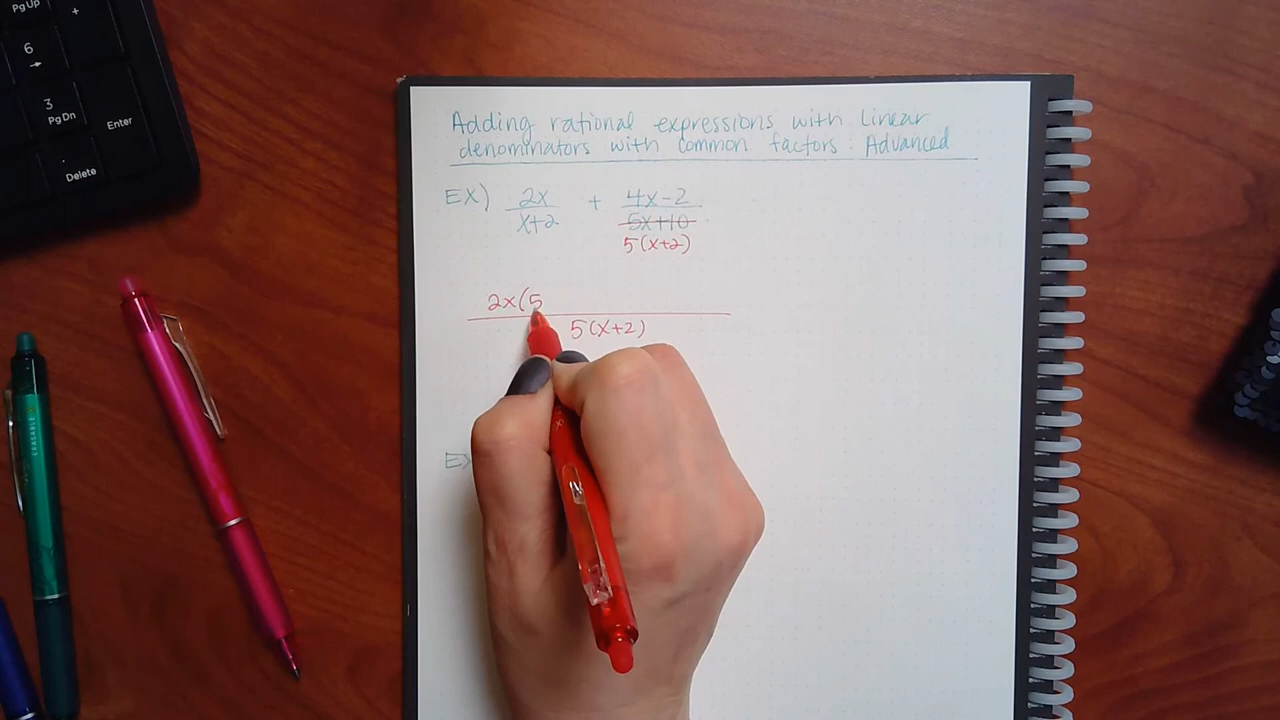 PgUp
+
6
3
PgDn
Enter
.
Delete
Adding rational expressions with linear
denominators with common factors: Advanced
EX) 2x/x+2 + 4x-2/5x+10
5(x+2)
2x(5
5(x+2)
E
ERASABLE